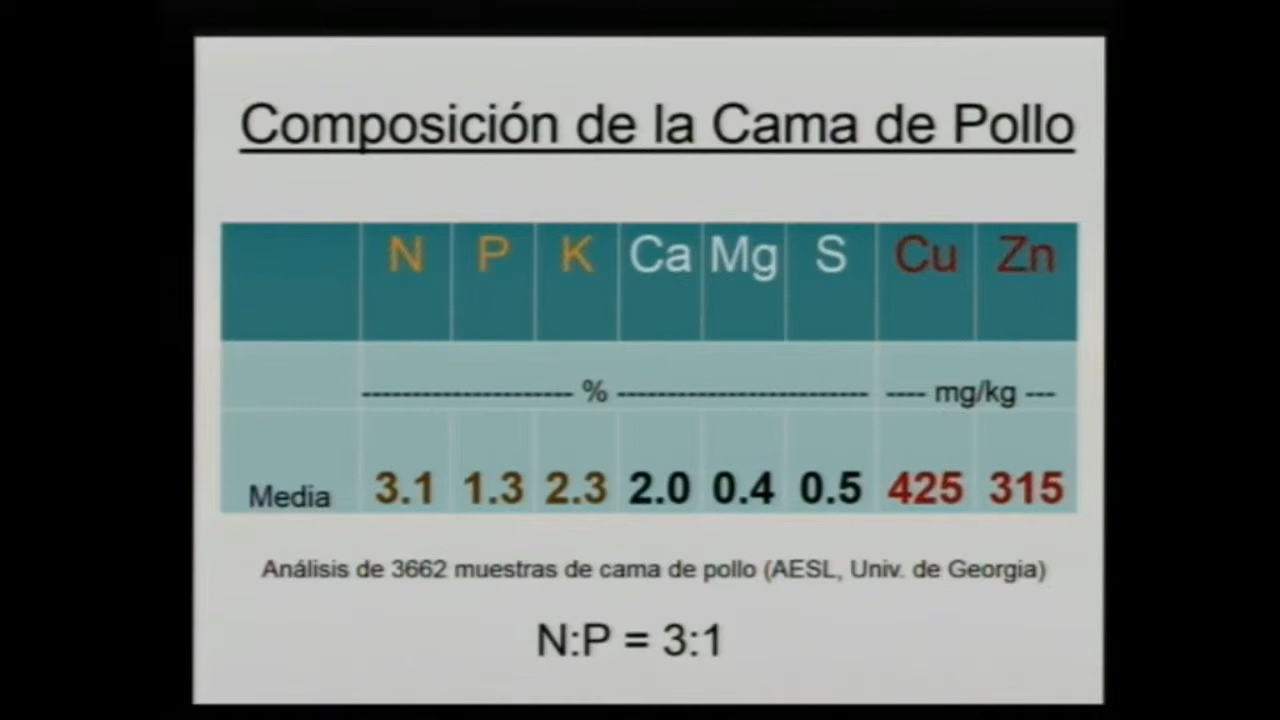 Composición de la Cama de Pollo
N P K Ca Mg S Cu Zn
--------------------- % ------------------------- ---- mg/kg ---
Media 3.1 1.3 2.3 2.0 0.4 0.5 425 315
Análisis de 3662 muestras de cama de pollo (AESL, Univ. de Georgia)
N:P = 3:1